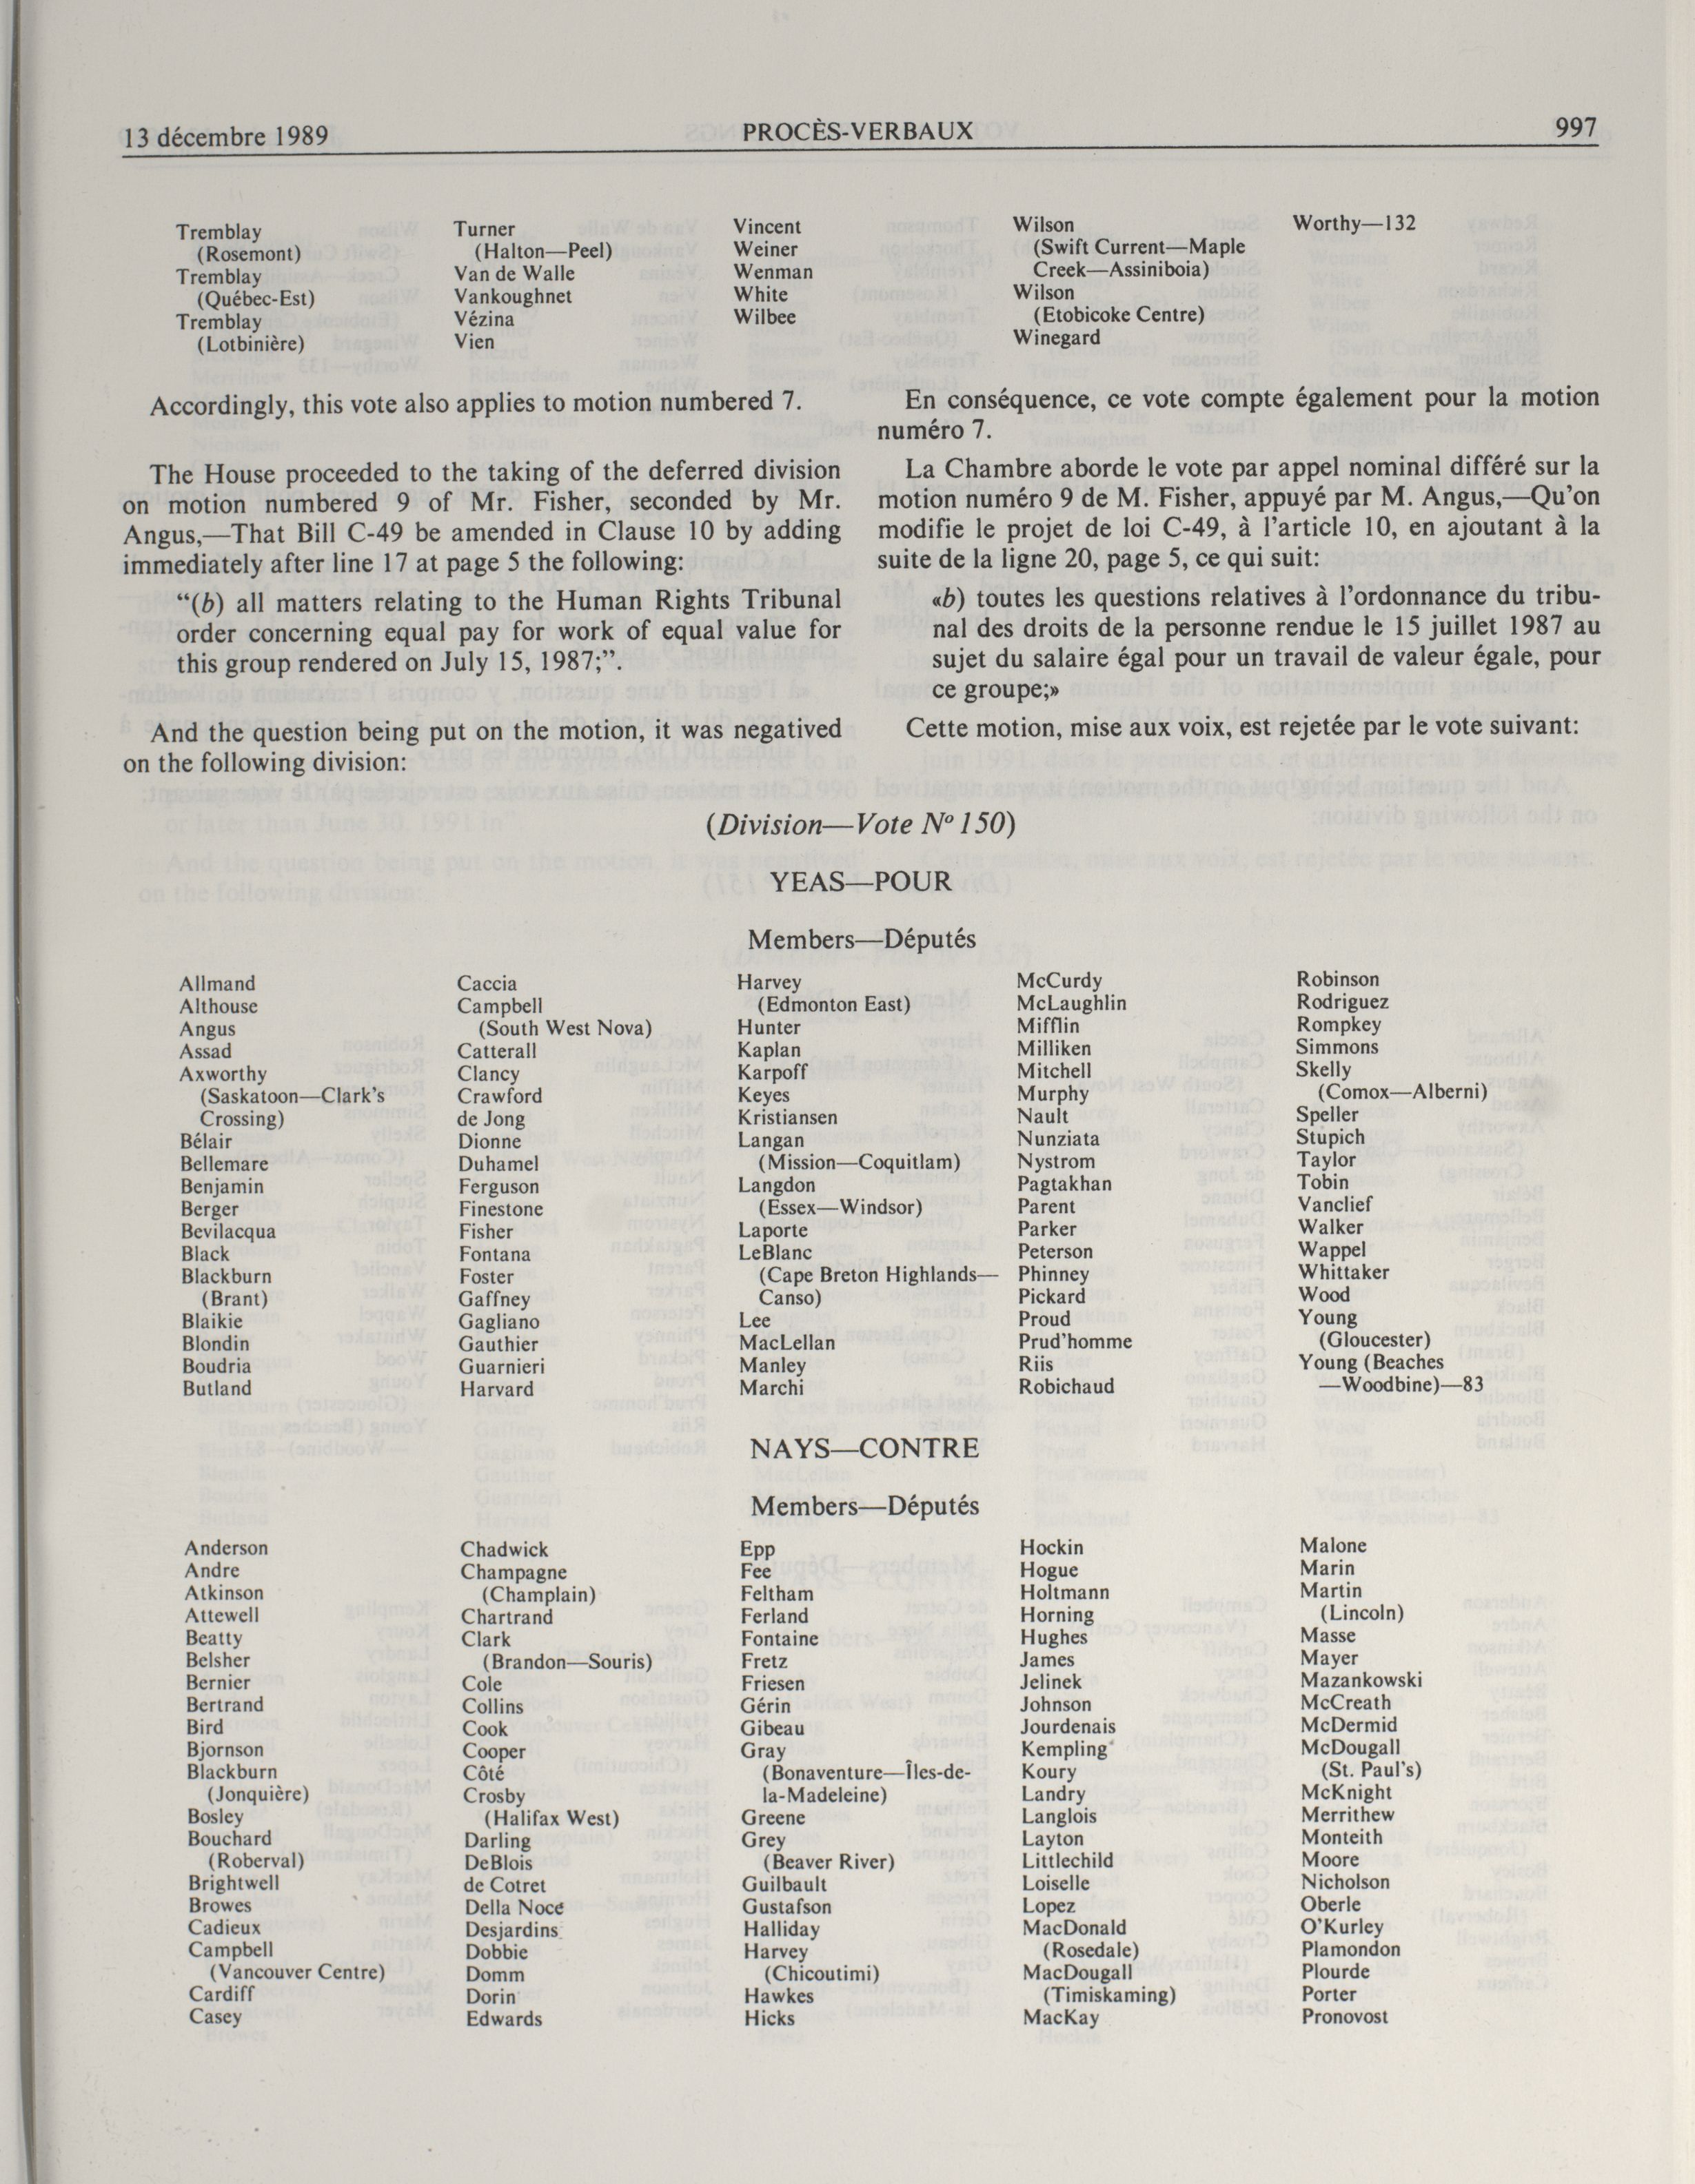 13 décembre 1989
PROCÈS-VERBAUX
997
Tremblay
(Rosemont)
Tremblay
(Québec-Est)
Tremblay
(Lotbinière)
Turner
(Halton—Peel)
Van de Walle
Vankoughnet
Vézina
Vien
Vincent
Weiner
Wenman
White
Wilbee
Wilson
(Swift Current—Maple
Creek—Assiniboia)
Wilson
(Etobicoke Centre)
Winegard
Worthy—132
Accordingly, this vote also applies to motion numbered 7.
The House proceeded to the taking of the deferred division
on motion numbered 9 of Mr. Fisher, seconded by Mr.
Angus,—That Bill C-49 be amended in Clause 10 by adding
immediately after line 17 at page 5 the following:
“(b) all matters relating to the Human Rights Tribunal
order concerning equal pay for work of equal value for
this group rendered on July 15, 1987;”.
And the question being put on the motion, it was negatived
on the following division:
En conséquence, ce vote compte également pour la motion
numéro 7.
La Chambre aborde le vote par appel nominal différé sur la
motion numéro 9 de M. Fisher, appuyé par M. Angus,—Qu’on
modifie le projet de loi C-49, à l’article 10, en ajoutant à la
suite de la ligne 20, page 5, ce qui suit:
«b) toutes les questions relatives à l’ordonnance du tribu-
nal des droits de la personne rendue le 15 juillet 1987 au
sujet du salaire égal pour un travail de valeur égale, pour
ce groupe;»
Cette motion, mise aux voix, est rejetée par le vote suivant:
(Division—Vote Nº 150)
YEAS—POUR
Members—Députés
Allmand
Althouse
Angus
Assad
Axworthy
(Saskatoon—Clark’s
Crossing)
Bélair
Bellemare
Benjamin
Berger
Bevilacqua
Black
Blackburn
(Brant)
Blaikie
Blondin
Boudria
Butland
Caccia
Campbell
(South West Nova)
Catterall
Clancy
Crawford
de Jong
Dionne
Duhamel
Ferguson
Finestone
Fisher
Fontana
Foster
Gaffney
Gagliano
Gauthier
Guarnieri
Harvard
Harvey
(Edmonton East)
Hunter
Kaplan
Karpoff
Keyes
Kristiansen
Langan
(Mission—Coquitlam)
Langdon
(Essex—Windsor)
Laporte
LeBlanc
(Cape Breton Highlands—
Canso)
Lee
MacLellan
Manley
Marchi
McCurdy
McLaughlin
Mifflin
Milliken
Mitchell
Murphy
Nault
Nunziata
Nystrom
Pagtakhan
Parent
Parker
Peterson
Phinney
Pickard
Proud
Prud’homme
Riis
Robichaud
Robinson
Rodriguez
Rompkey
Simmons
Skelly
(Comox—Alberni)
Speller
Stupich
Taylor
Tobin
Vanclief
Walker
Wappel
Whittaker
Wood
Young
(Gloucester)
Young (Beaches
—Woodbine)—83
NAYS—CONTRE
Members—Députés
Anderson
Andre
Atkinson
Attewell
Beatty
Belsher
Bernier
Bertrand
Bird
Bjornson
Blackburn
(Jonquière)
Bosley
Bouchard
(Roberval)
Brightwell
Browes
Cadieux
Campbell
(Vancouver Centre)
Cardiff
Casey
Chadwick
Champagne
(Champlain)
Chartrand
Clark
(Brandon—Souris)
Cole
Collins
Cook
Cooper
Côté
Crosby
(Halifax West)
Darling
DeBlois
de Cotret
Della Noce
Desjardins
Dobbie
Domm
Dorin
Edwards
Epp
Fee
Feltham
Ferland
Fontaine
Fretz
Friesen
Gérin
Gibeau
Gray
(Bonaventure—Îles-de-
la-Madeleine)
Greene
Grey
(Beaver River)
Guilbault
Gustafson
Halliday
Harvey
(Chicoutimi)
Hawkes
Hicks
Hockin
Hogue
Holtmann
Horning
Hughes
James
Jelinek
Johnson
Jourdenais
Kempling
Koury
Landry
Langlois
Layton
Littlechild
Loiselle
Lopez
MacDonald
(Rosedale)
MacDougall
(Timiskaming)
MacKay
Malone
Marin
Martin
(Lincoln)
Masse
Mayer
Mazankowski
McCreath
McDermid
McDougall
(St. Paul’s)
McKnight
Merrithew
Monteith
Moore
Nicholson
Oberle
O’Kurley
Plamondon
Plourde
Porter
Pronovost